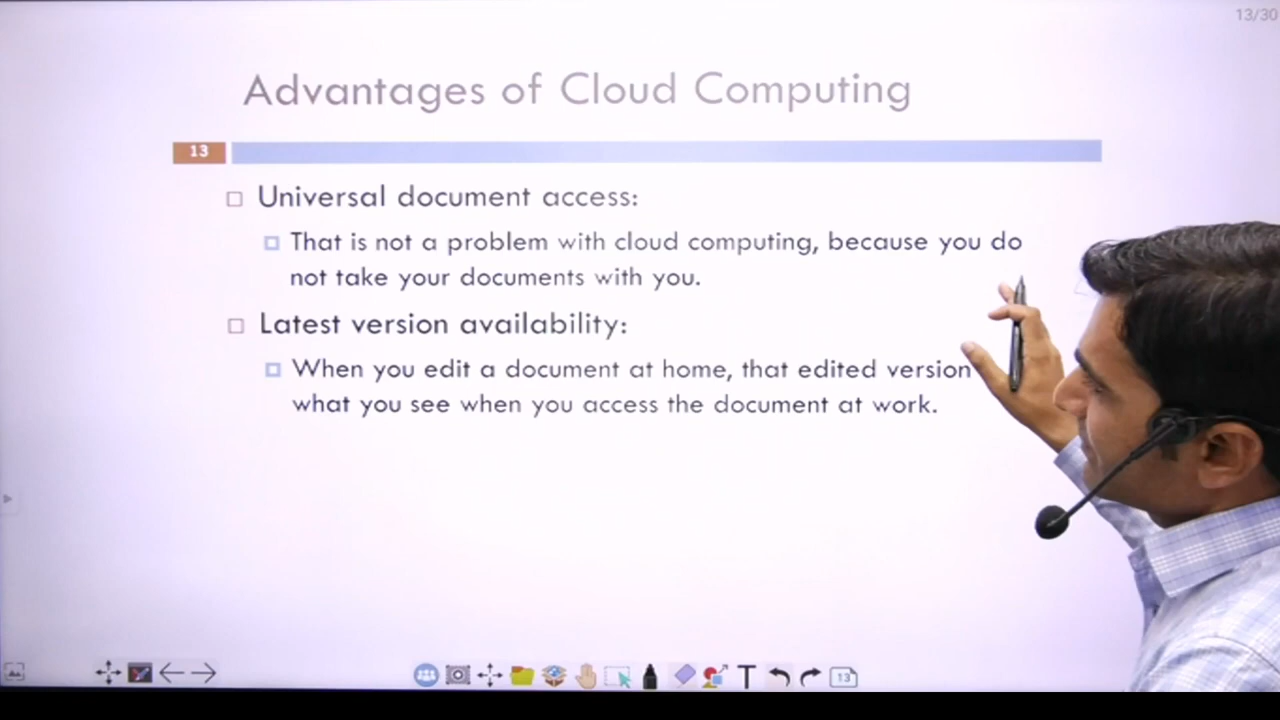 13/30
Advantages of Cloud Computing
13
Universal document access:
That is not a problem with cloud computing, because you do
not take your documents with you.
Latest version availability:
When you edit a document at home, that edited version
what you see when you access the document at work.
T
13